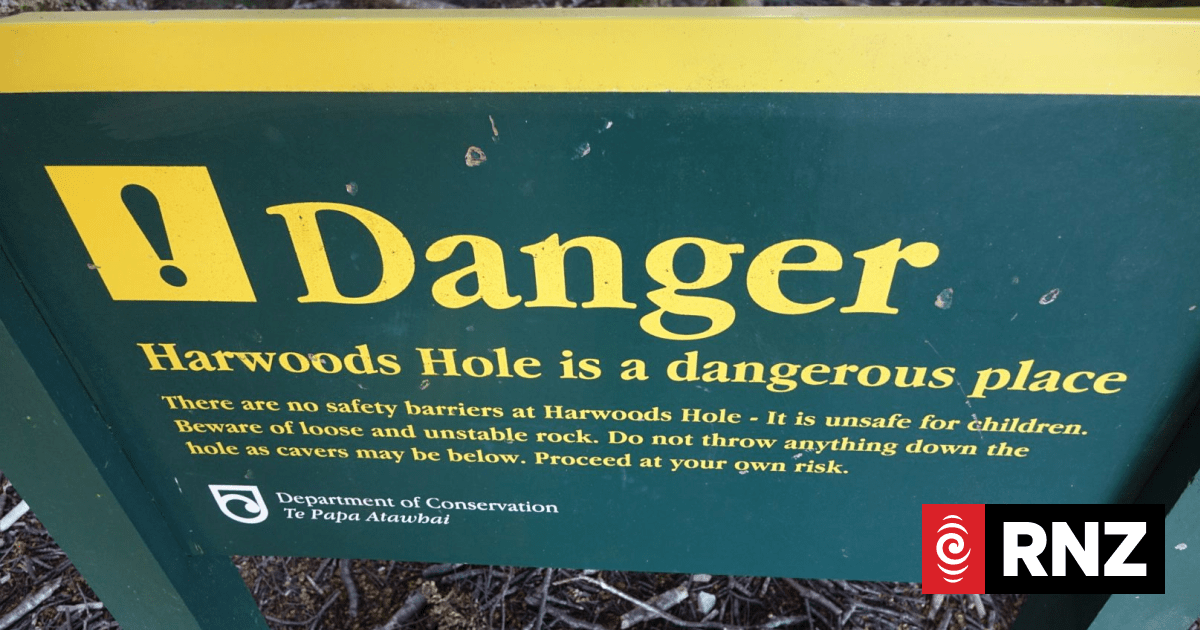 !
Danger
Harwoods Hole is a dangerous place
There are no safety barriers at Harwoods Hole - It is unsafe for children.
Beware of loose and unstable rock. Do not throw anything down the
hole as cavers may be below. Proceed at your own risk.
Department of Conservation
Te Papa Atawhai
RNZ